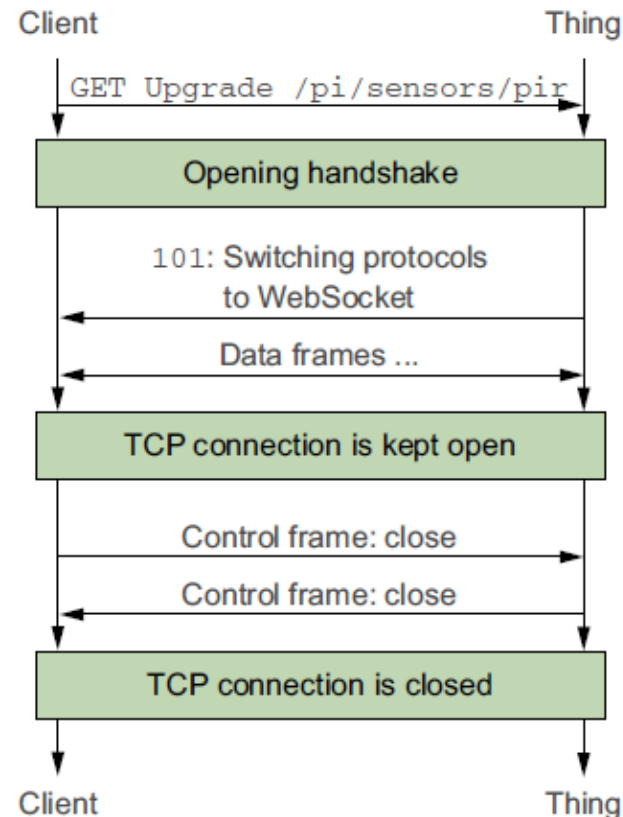 Client Thing
GET Upgrade /pi/sensors/pir
Opening handshake
101: Switching protocols
to WebSocket
Data frames ...
TCP connection is kept open
Control frame: close
Control frame: close
TCP connection is closed
Client Thing